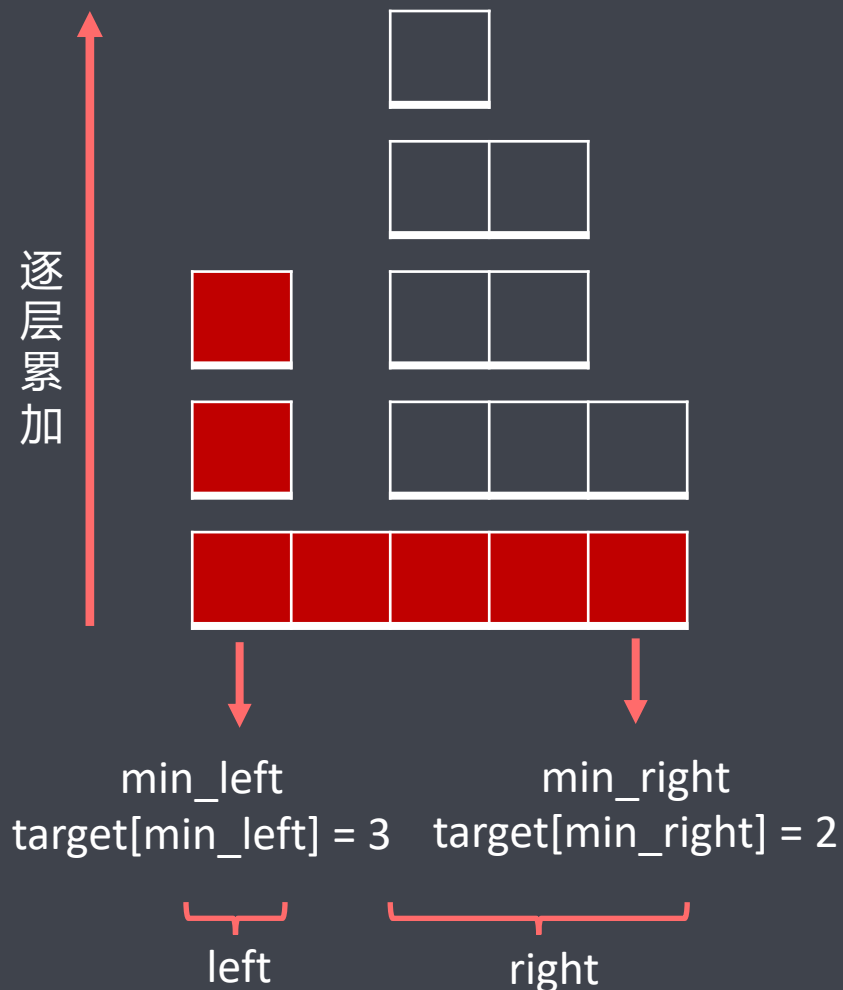 逐层累加
min_left
target[min_left] = 3
min_right
target[min_right] = 2
left
right